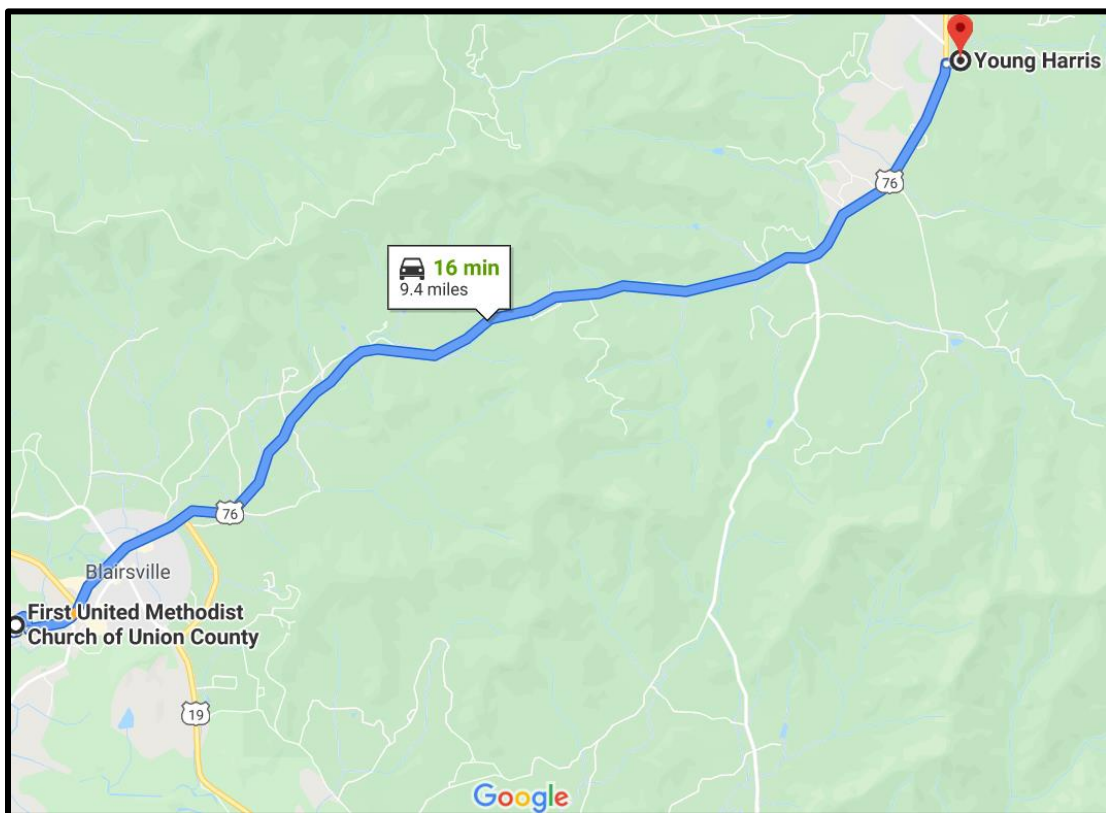 Young Harris
76
16 min
9.4 miles
76
Blairsville
First United Methodist
Church of Union County
19
Google